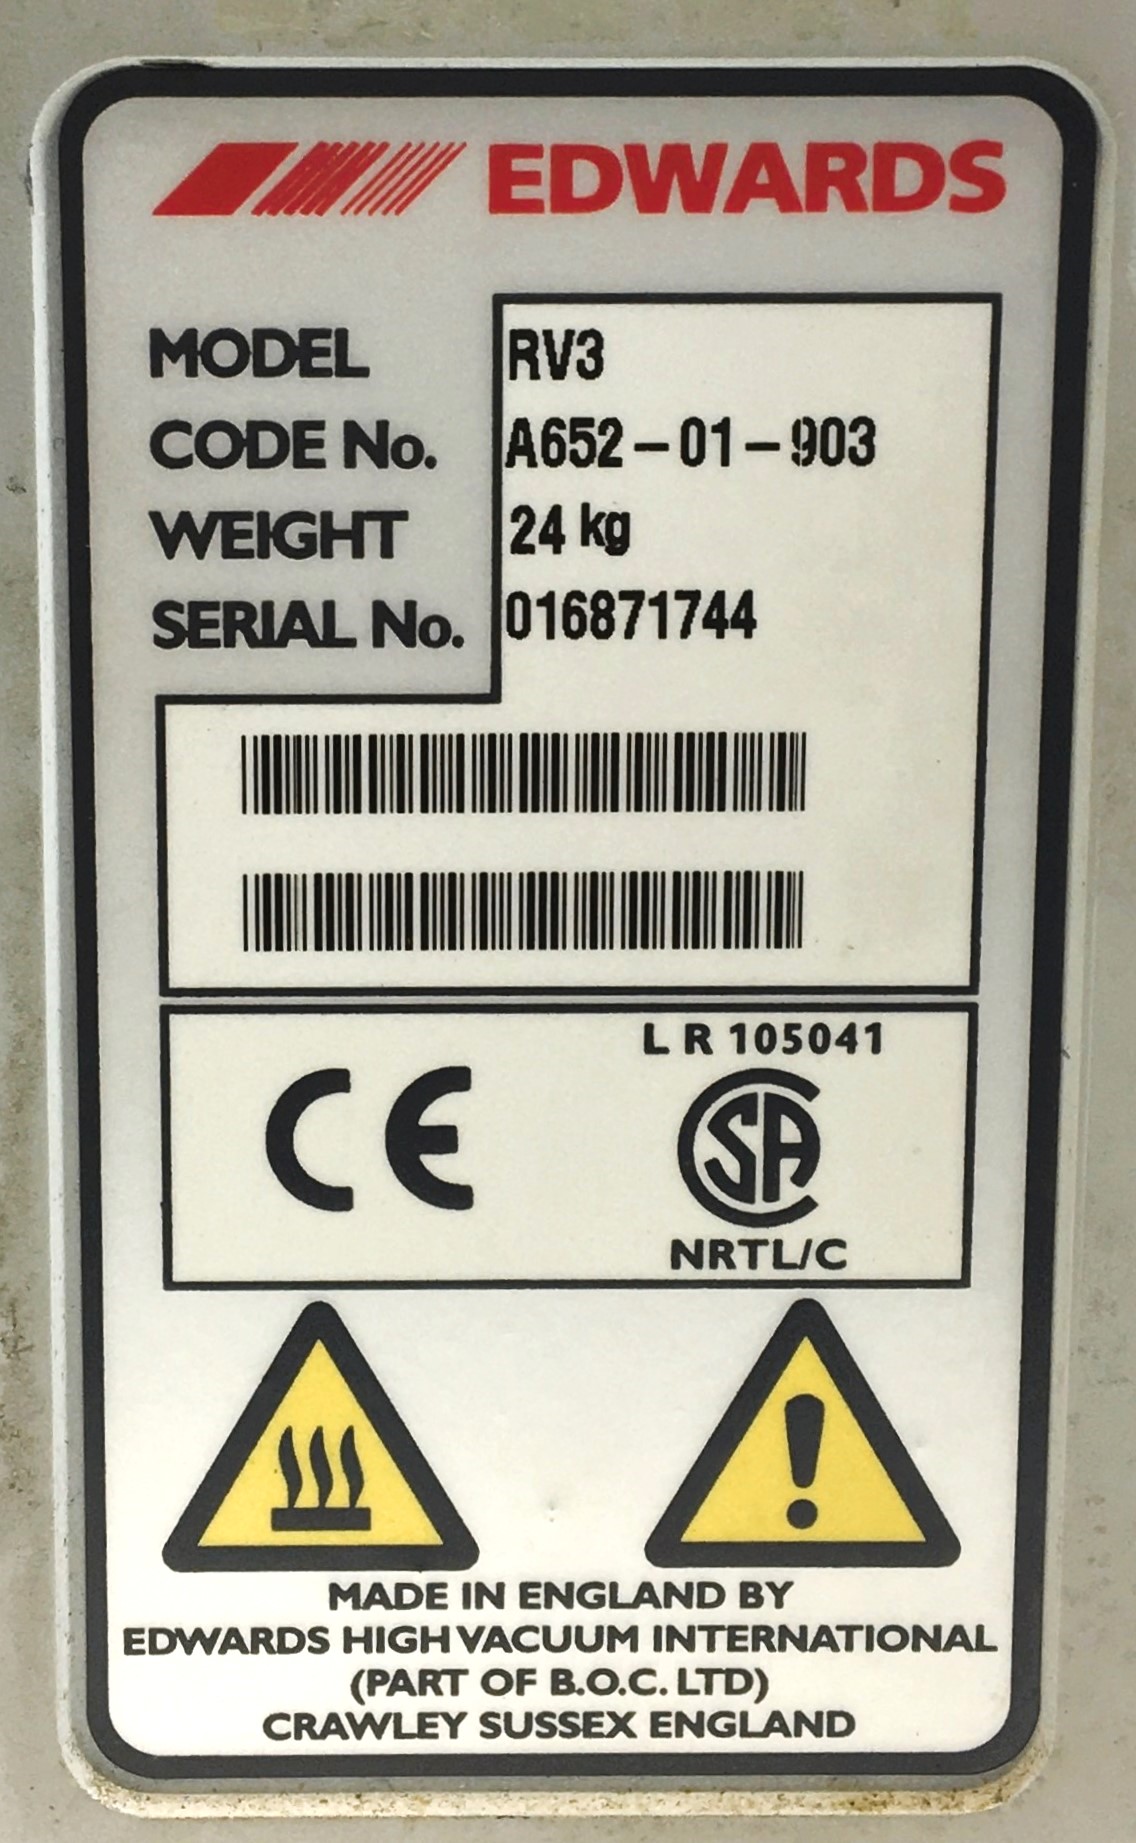 EDWARDS
MODEL RV3
CODE No. A652-01-903
WEIGHT 24 kg
SERIAL No. 016871744
CE
L R 105041
CSA
NRTL/C
MADE IN ENGLAND BY
EDWARDS HIGH VACUUM INTERNATIONAL
(PART OF B.O.C. LTD)
CRAWLEY SUSSEX ENGLAND